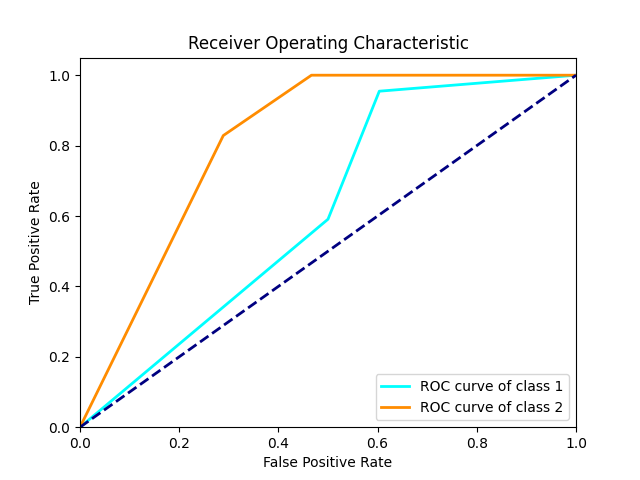 Receiver Operating Characteristic
True Positive Rate
1.0
0.8
0.6
0.4
0.2
0.0
0.0 0.2 0.4 0.6 0.8 1.0
False Positive Rate
ROC curve of class 1
ROC curve of class 2